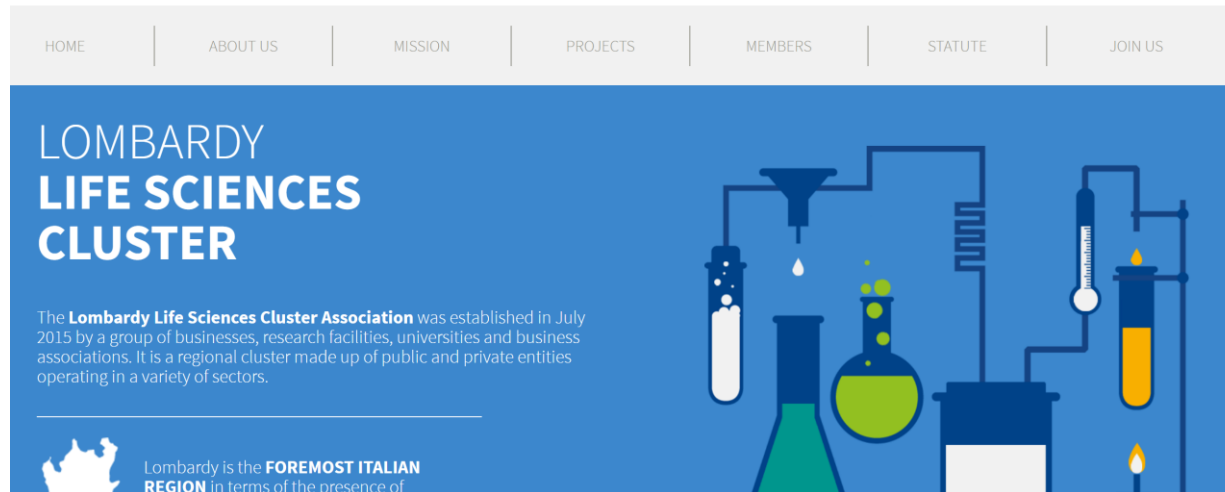 HOME
ABOUT US
MISSION
PROJECTS
MEMBERS
STATUTE
JOIN US
LOMBARDY
LIFE SCIENCES
CLUSTER
The Lombardy Life Sciences Cluster Association was established in July
2015 by a group of businesses, research facilities, universities and business
associations. It is a regional cluster made up of public and private entities
operating in a variety of sectors.
Lombardy is the FOREMOST ITALIAN
REGION in terms of the presence of